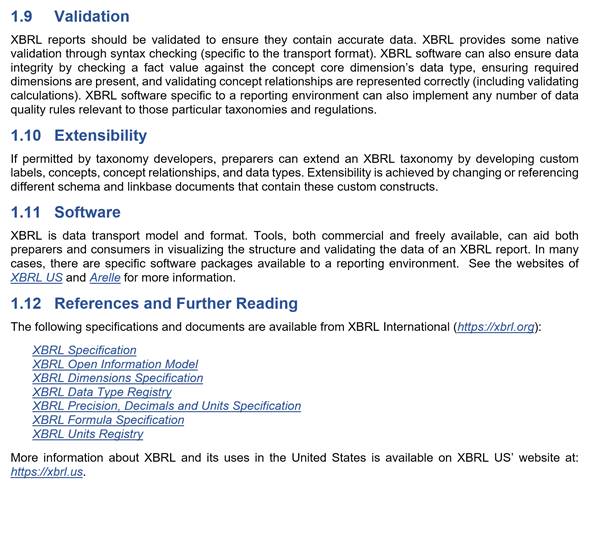 1.9 Validation
XBRL reports should be validated to ensure they contain accurate data. XBRL provides some native
validation through syntax checking (specific to the transport format). XBRL software can also ensure data
integrity by checking a fact value against the concept core dimension's data type, ensuring required
dimensions are present, and validating concept relationships are represented correctly (including validating
calculations). XBRL software specific to a reporting environment can also implement any number of data
quality rules relevant to those particular taxonomies and regulations.
1.10 Extensibility
If permitted by taxonomy developers, preparers can extend an XBRL taxonomy by developing custom
labels, concepts, concept relationships, and data types. Extensibility is achieved by changing or referencing
different schema and linkbase documents that contain these custom constructs.
1.11 Software
XBRL is data transport model and format. Tools, both commercial and freely available, can aid both
preparers and consumers in visualizing the structure and validating the data of an XBRL report. In many
cases, there are specific software packages available to a reporting environment. See the websites of
XBRL US and Arelle for more information.
1.12 References and Further Reading
The following specifications and documents are available from XBRL International (https://xbrl.org):
XBRL Specification
XBRL Open Information Model
XBRL Dimensions Specification
XBRL Data Type Registry
XBRL Precision, Decimals and Units Specification
XBRL Formula Specification
XBRL Units Registry
More information about XBRL and its uses in the United States is available on XBRL US' website at:
https://xbrl.us.